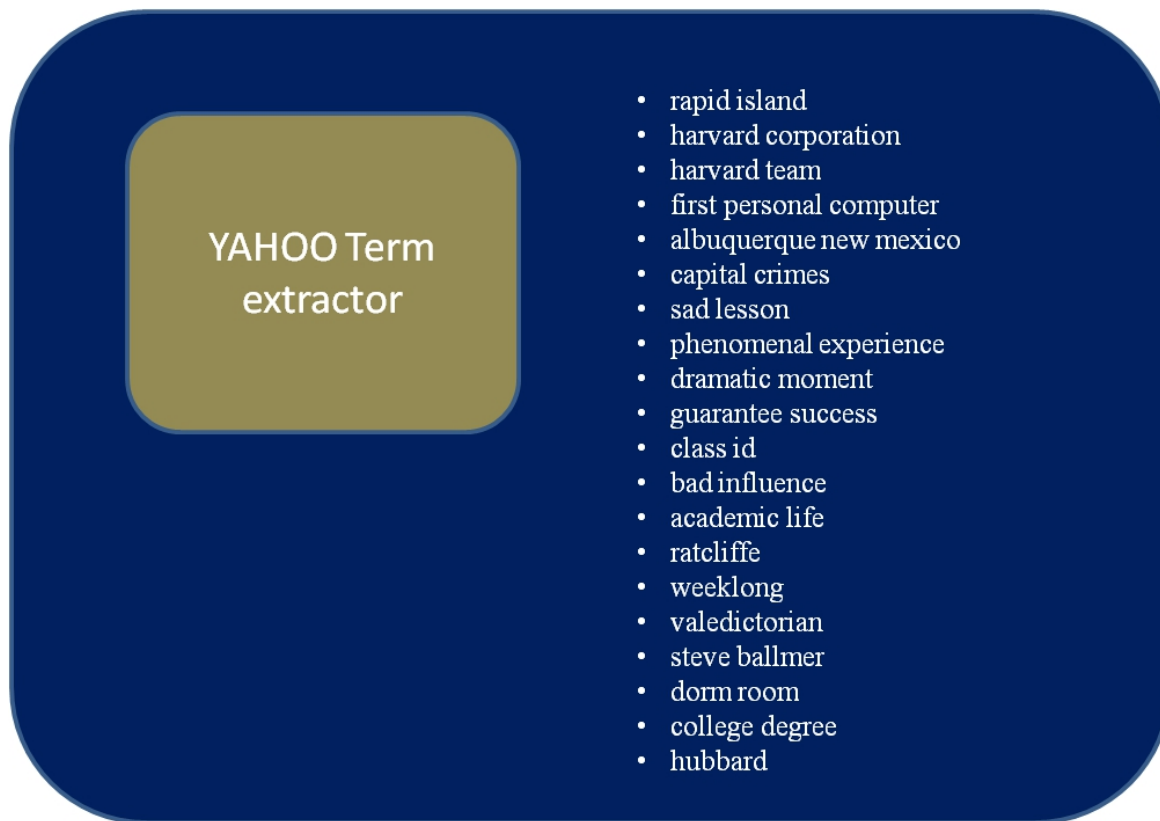 YAHOO Term
extractor
• rapid island
• harvard corporation
• harvard team
• first personal computer
• albuquerque new mexico
• capital crimes
• sad lesson
• phenomenal experience
• dramatic moment
• guarantee success
• class id
• bad influence
• academic life
• ratcliffe
• weeklong
• valedictorian
• steve ballmer
• dorm room
• college degree
• hubbard